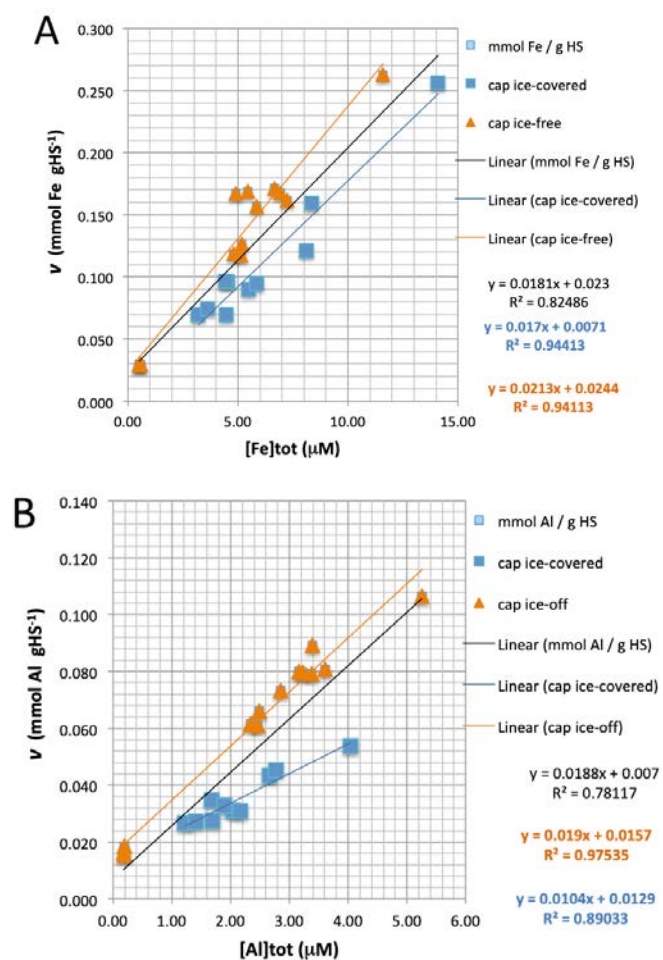 A
0.300
0.250
0.200
0.150
0.100
0.050
0.000
ν (mmol Fe gHS-1)
0.00 5.00 10.00 15.00
[Fe]tot (μM)
mmol Fe / g HS
cap ice-covered
cap ice-free
Linear (mmol Fe / g HS)
Linear (cap ice-covered)
Linear (cap ice-free)
y = 0.0181x + 0.023
R² = 0.82486
y = 0.017x + 0.0071
R² = 0.94413
y = 0.0213x + 0.0244
R² = 0.94113
B
0.140
0.120
0.100
0.080
0.060
0.040
0.020
0.000
ν (mmol Al gHS-1)
0.00 1.00 2.00 3.00 4.00 5.00 6.00
[Al]tot (μM)
mmol Al / g HS
cap ice-covered
cap ice-off
Linear (mmol Al / g HS)
Linear (cap ice-covered)
Linear (cap ice-off)
y = 0.0188x + 0.007
R² = 0.78117
y = 0.019x + 0.0157
R² = 0.97535
y = 0.0104x + 0.0129
R² = 0.89033